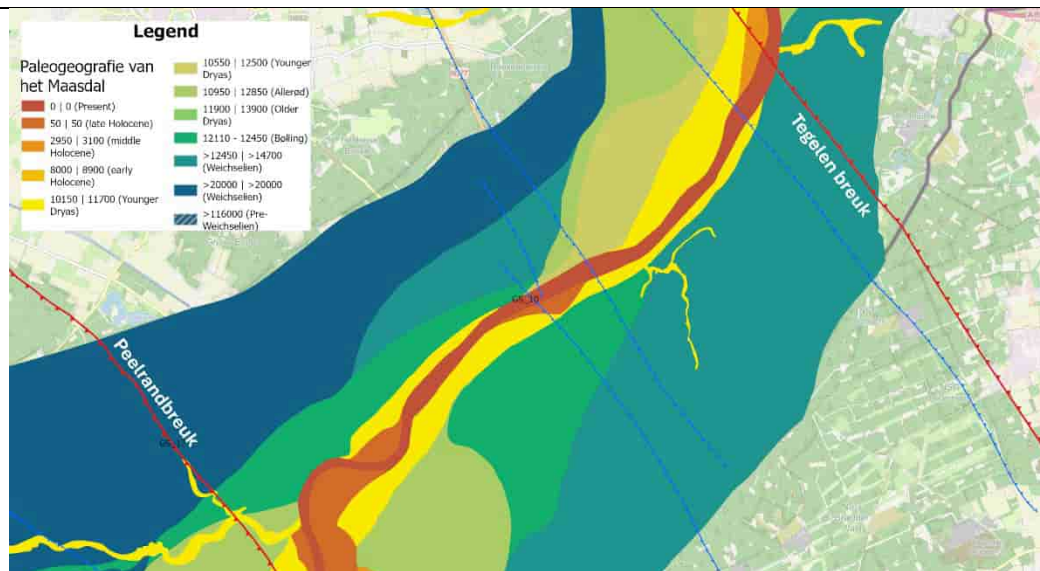 Legend
Paleogeografie van
het Maasdal
0 | 0 (Present)
50 | 50 (late Holocene)
2950 | 3100 (middle
Holocene)
8000 | 8900 (early
Holocene)
10150 | 11700 (Younger
Dryas)
10550 | 12500 (Younger
Dryas)
10950 | 12850 (Allerød)
11900 | 13900 (Older
Dryas)
12110 - 12450 (Bolling)
>12450 | >14700
(Weichselien)
>20000 | >20000
(Weichselien)
>116000 (Pre-
Weichselien)
Tegelen breuk
GS_10
Peelrandbreuk
GS_1